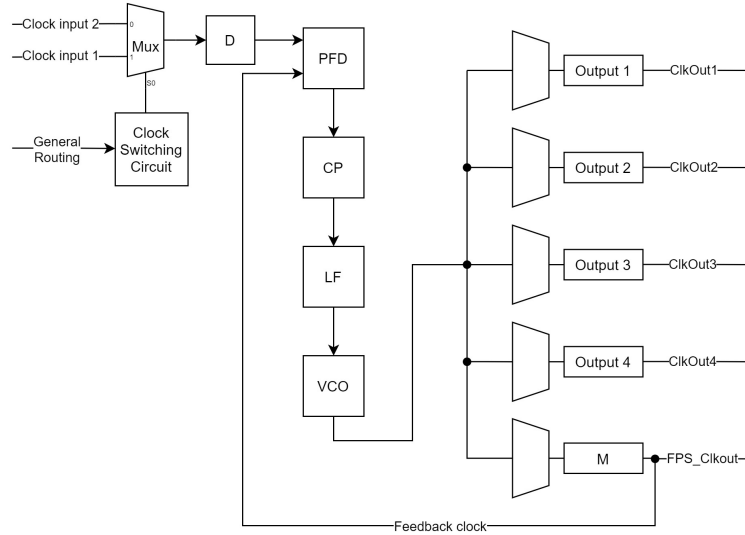 Clock input 2
0
Mux
Clock input 1
1
S0
D
PFD
General
Routing
Clock
Switching
Circuit
CP
LF
VCO
Output 1
ClkOut1
Output 2
ClkOut2
Output 3
ClkOut3
Output 4
ClkOut4
M
FPS_Clkout
Feedback clock